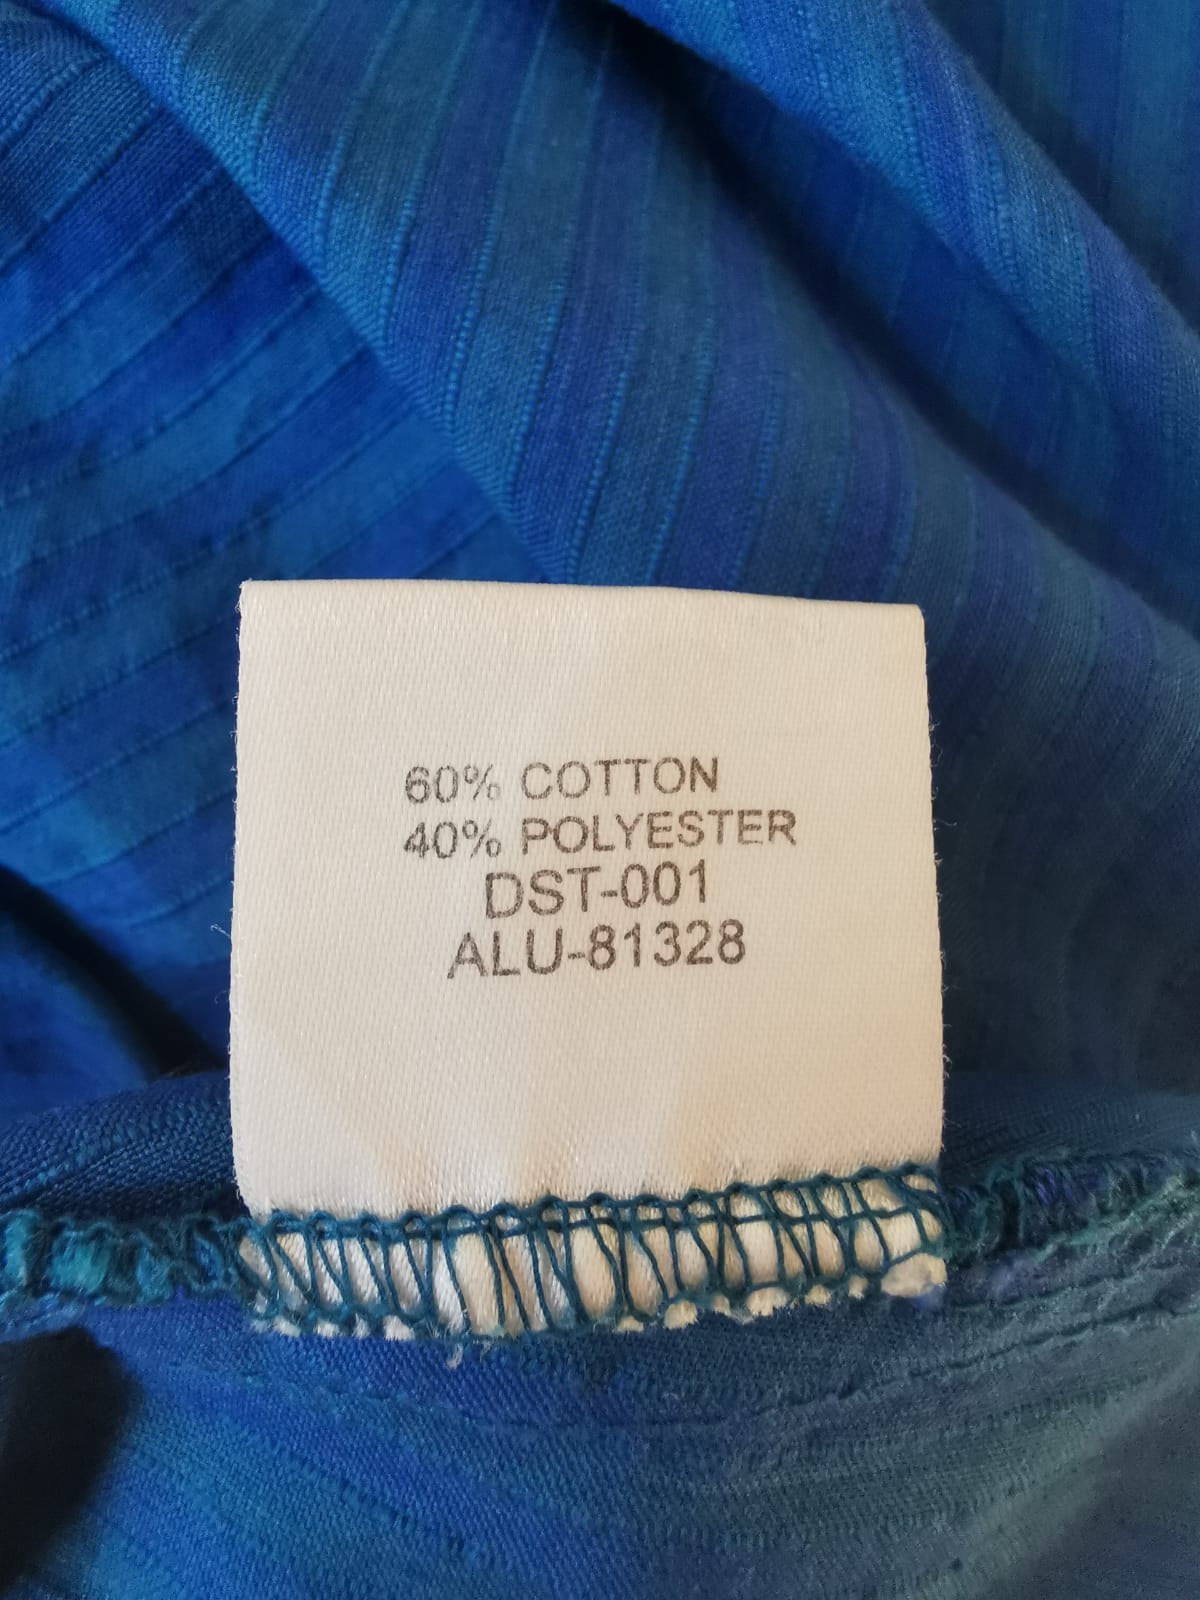 60% COTTON
40% POLYESTER
DST-001
ALU-81328